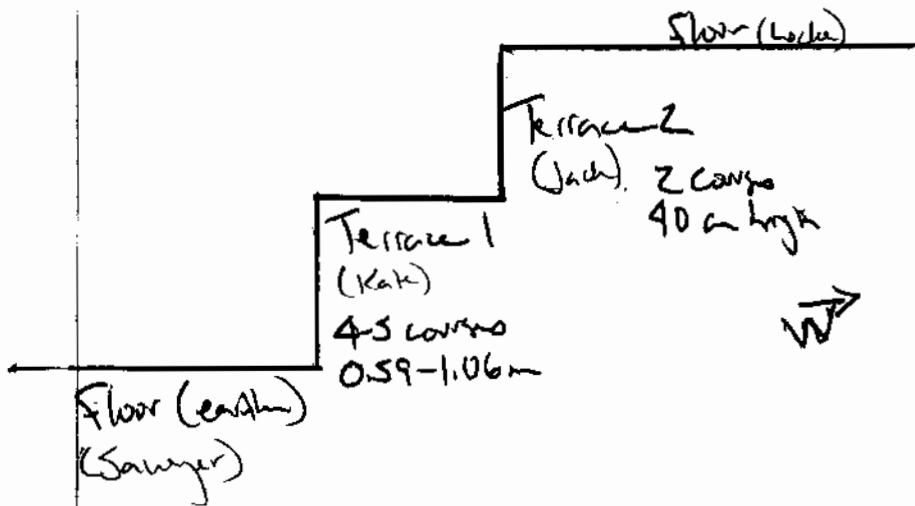 Floor (Locke)
Terrace 2
(Jack)
2 courses
40 cm high
Terrace 1
(Kate)
4-5 courses
0.59-1.06 m
W
Floor (earthen)
(Sawyer)